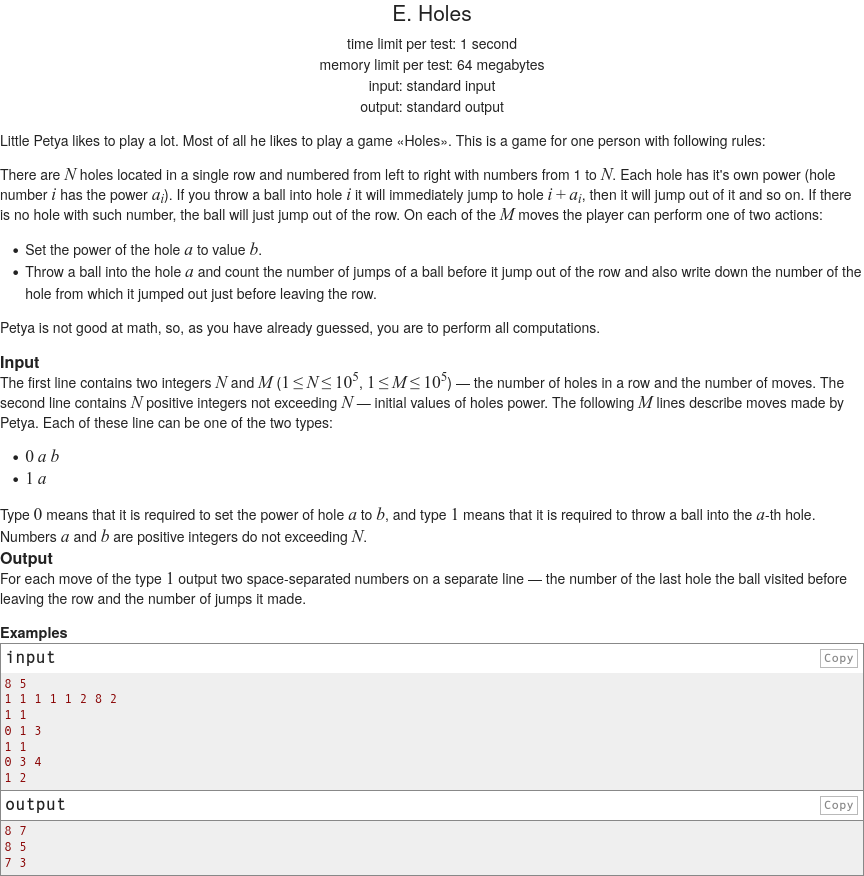 E. Holes
time limit per test: 1 second
memory limit per test: 64 megabytes
input: standard input
output: standard output
Little Petya likes to play a lot. Most of all he likes to play a game «Holes». This is a game for one person with following rules:
There are N holes located in a single row and numbered from left to right with numbers from 1 to N. Each hole has it's own power (hole
number i has the power a_i). If you throw a ball into hole i it will immediately jump to hole i + a_i, then it will jump out of it and so on. If there
is no hole with such number, the ball will just jump out of the row. On each of the M moves the player can perform one of two actions:
• Set the power of the hole a to value b.
• Throw a ball into the hole a and count the number of jumps of a ball before it jump out of the row and also write down the number of the
hole from which it jumped out just before leaving the row.
Petya is not good at math, so, as you have already guessed, you are to perform all computations.
Input
The first line contains two integers N and M (1 ≤ N ≤ 10^5, 1 ≤ M ≤ 10^5) — the number of holes in a row and the number of moves. The
second line contains N positive integers not exceeding N — initial values of holes power. The following M lines describe moves made by
Petya. Each of these line can be one of the two types:
• 0 a b
• 1 a
Type 0 means that it is required to set the power of hole a to b, and type 1 means that it is required to throw a ball into the a-th hole.
Numbers a and b are positive integers do not exceeding N.
Output
For each move of the type 1 output two space-separated numbers on a separate line — the number of the last hole the ball visited before
leaving the row and the number of jumps it made.
Examples
input Copy
8 5
1 1 1 1 1 2 8 2
1 1
0 1 3
1 1
0 3 4
1 2
output Copy
8 7
8 5
7 3